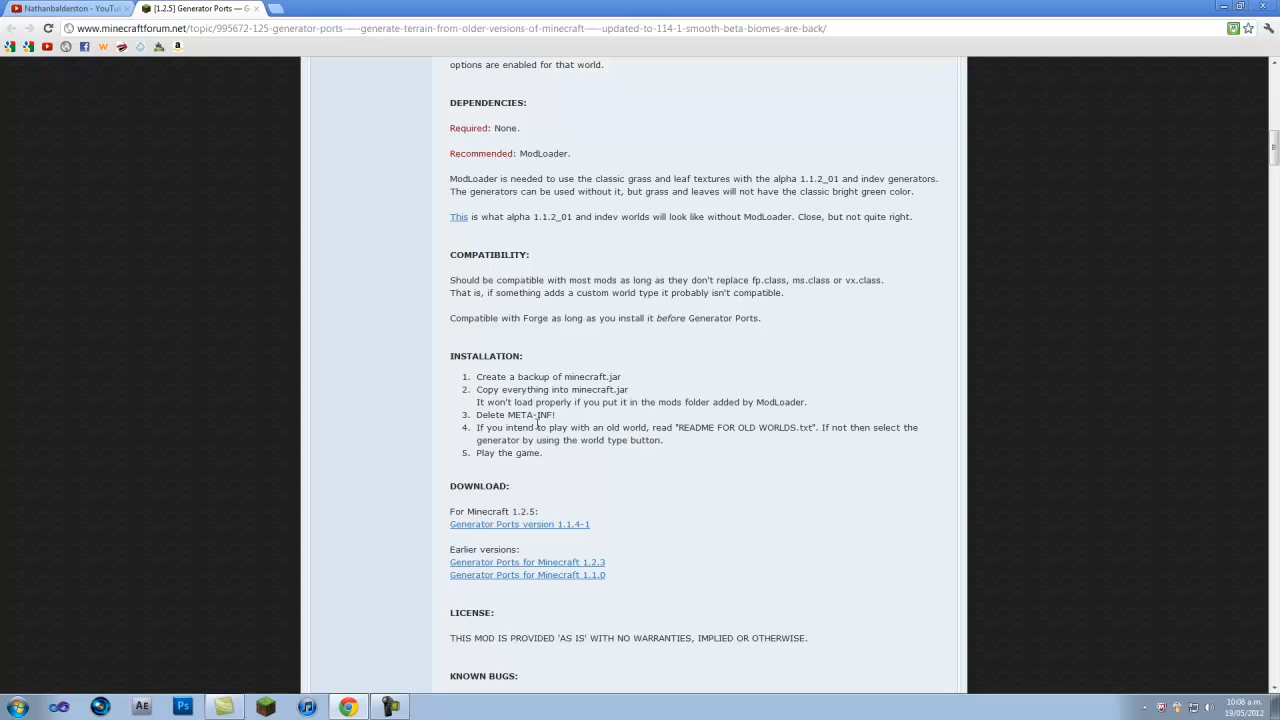 Nathanbalderston - YouTu
[1.2.5] Generator Ports — G
www.minecraftforum.net/topic/995672-125-generator-ports-—-generate-terrain-from-older-versions-of-minecraft-—-updated-to-114-1-smooth-beta-biomes-are-back/
options are enabled for that world.
DEPENDENCIES:
Required: None.
Recommended: ModLoader.
ModLoader is needed to use the classic grass and leaf textures with the alpha 1.1.2_01 and indev generators.
The generators can be used without it, but grass and leaves will not have the classic bright green color.
This is what alpha 1.1.2_01 and indev worlds will look like without ModLoader. Close, but not quite right.
COMPATIBILITY:
Should be compatible with most mods as long as they don't replace fp.class, ms.class or vx.class.
That is, if something adds a custom world type it probably isn't compatible.
Compatible with Forge as long as you install it before Generator Ports.
INSTALLATION:
1. Create a backup of minecraft.jar
2. Copy everything into minecraft.jar
It won't load properly if you put it in the mods folder added by ModLoader.
3. Delete META-INF!
4. If you intend to play with an old world, read "README FOR OLD WORLDS.txt". If not then select the
generator by using the world type button.
5. Play the game.
DOWNLOAD:
For Minecraft 1.2.5:
Generator Ports version 1.1.4-1
Earlier versions:
Generator Ports for Minecraft 1.2.3
Generator Ports for Minecraft 1.1.0
LICENSE:
THIS MOD IS PROVIDED 'AS IS' WITH NO WARRANTIES, IMPLIED OR OTHERWISE.
KNOWN BUGS:
AE
Ps
10:08 a.m.
19/05/2012